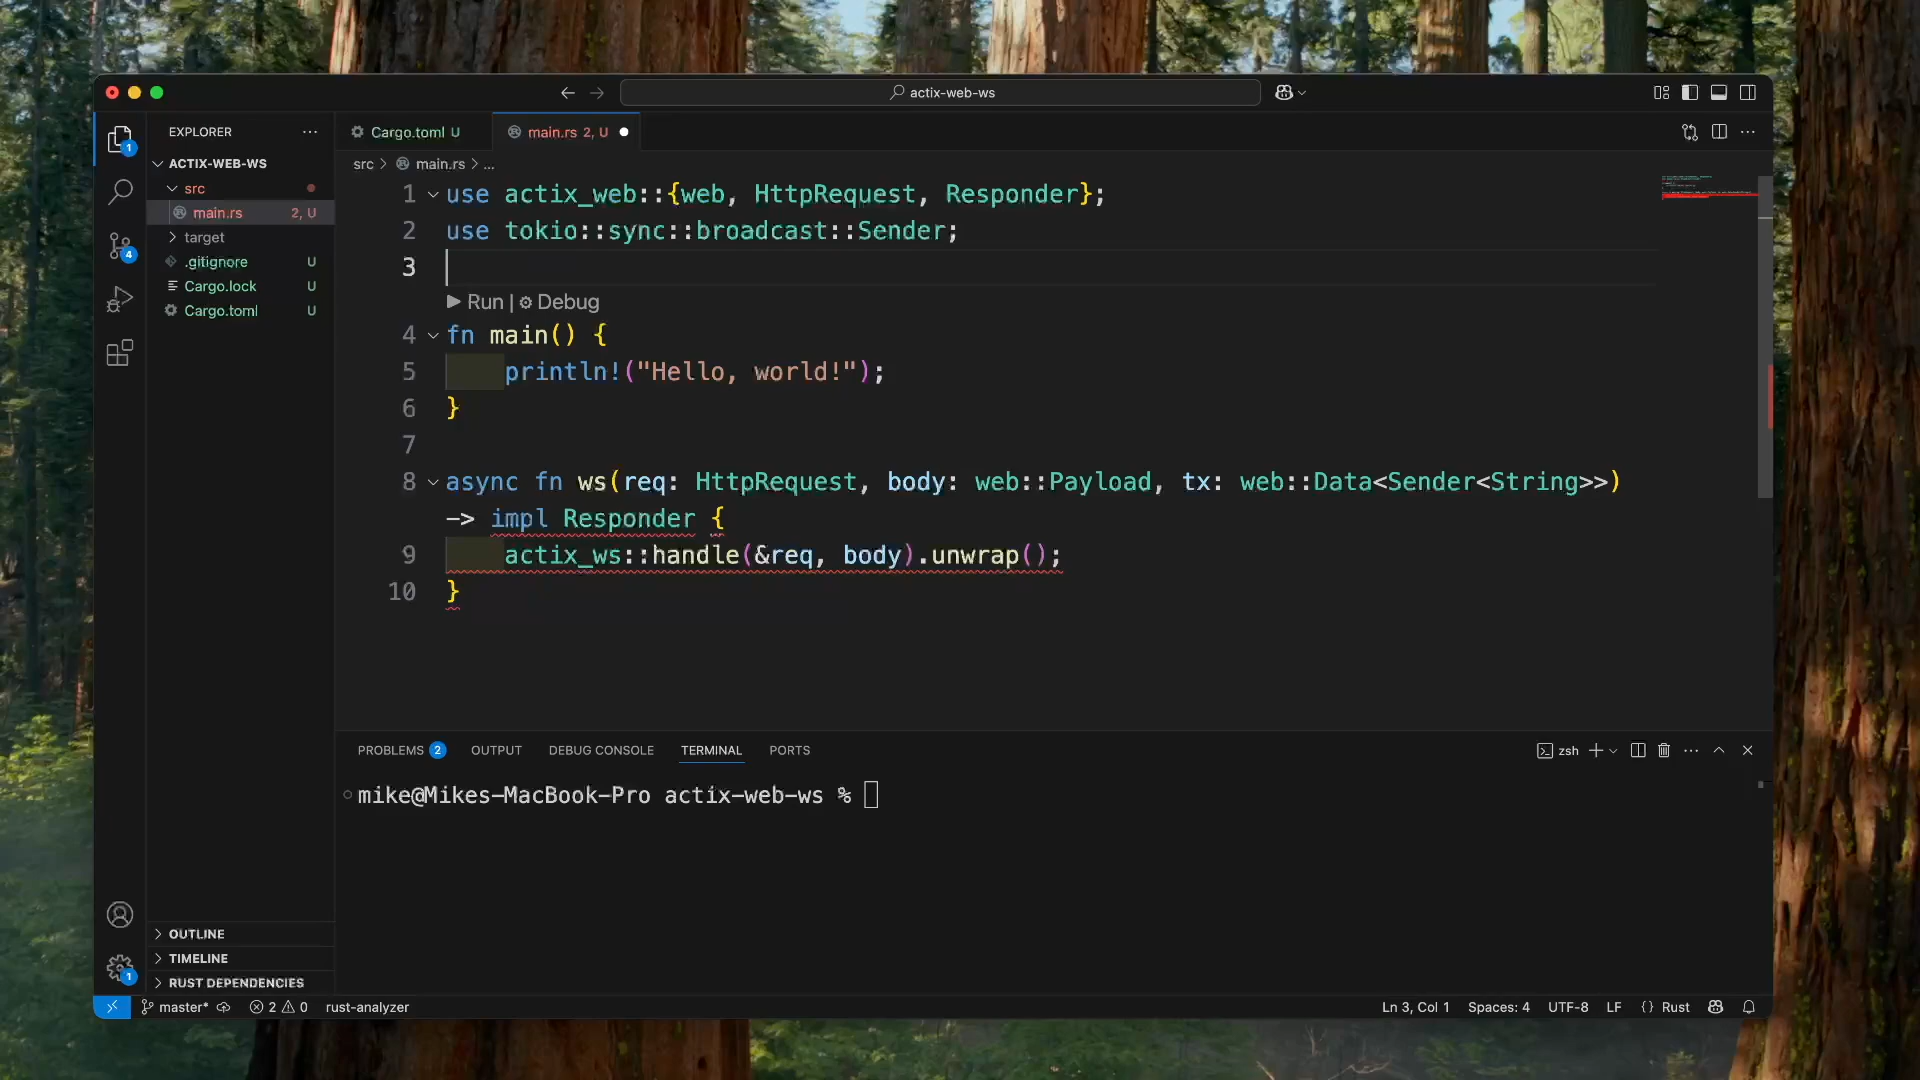 actix-web-ws
EXPLORER
Cargo.toml U
main.rs 2, U
1
ACTIX-WEB-WS
src
main.rs 2, U
target
.gitignore U
Cargo.lock U
Cargo.toml U
4
src > main.rs > ...
1 use actix_web::{web, HttpRequest, Responder};
2 use tokio::sync::broadcast::Sender;
3
Run | Debug
4 fn main() {
5 println!("Hello, world!");
6 }
7
8 async fn ws(req: HttpRequest, body: web::Payload, tx: web::Data<Sender<String>>)
-> impl Responder {
9 actix_ws::handle(&req, body).unwrap();
10 }
PROBLEMS 2 OUTPUT DEBUG CONSOLE TERMINAL PORTS
zsh
mike@Mikes-MacBook-Pro actix-web-ws %
OUTLINE
TIMELINE
RUST DEPENDENCIES
1
master* 2 0 rust-analyzer
Ln 3, Col 1 Spaces: 4 UTF-8 LF {} Rust